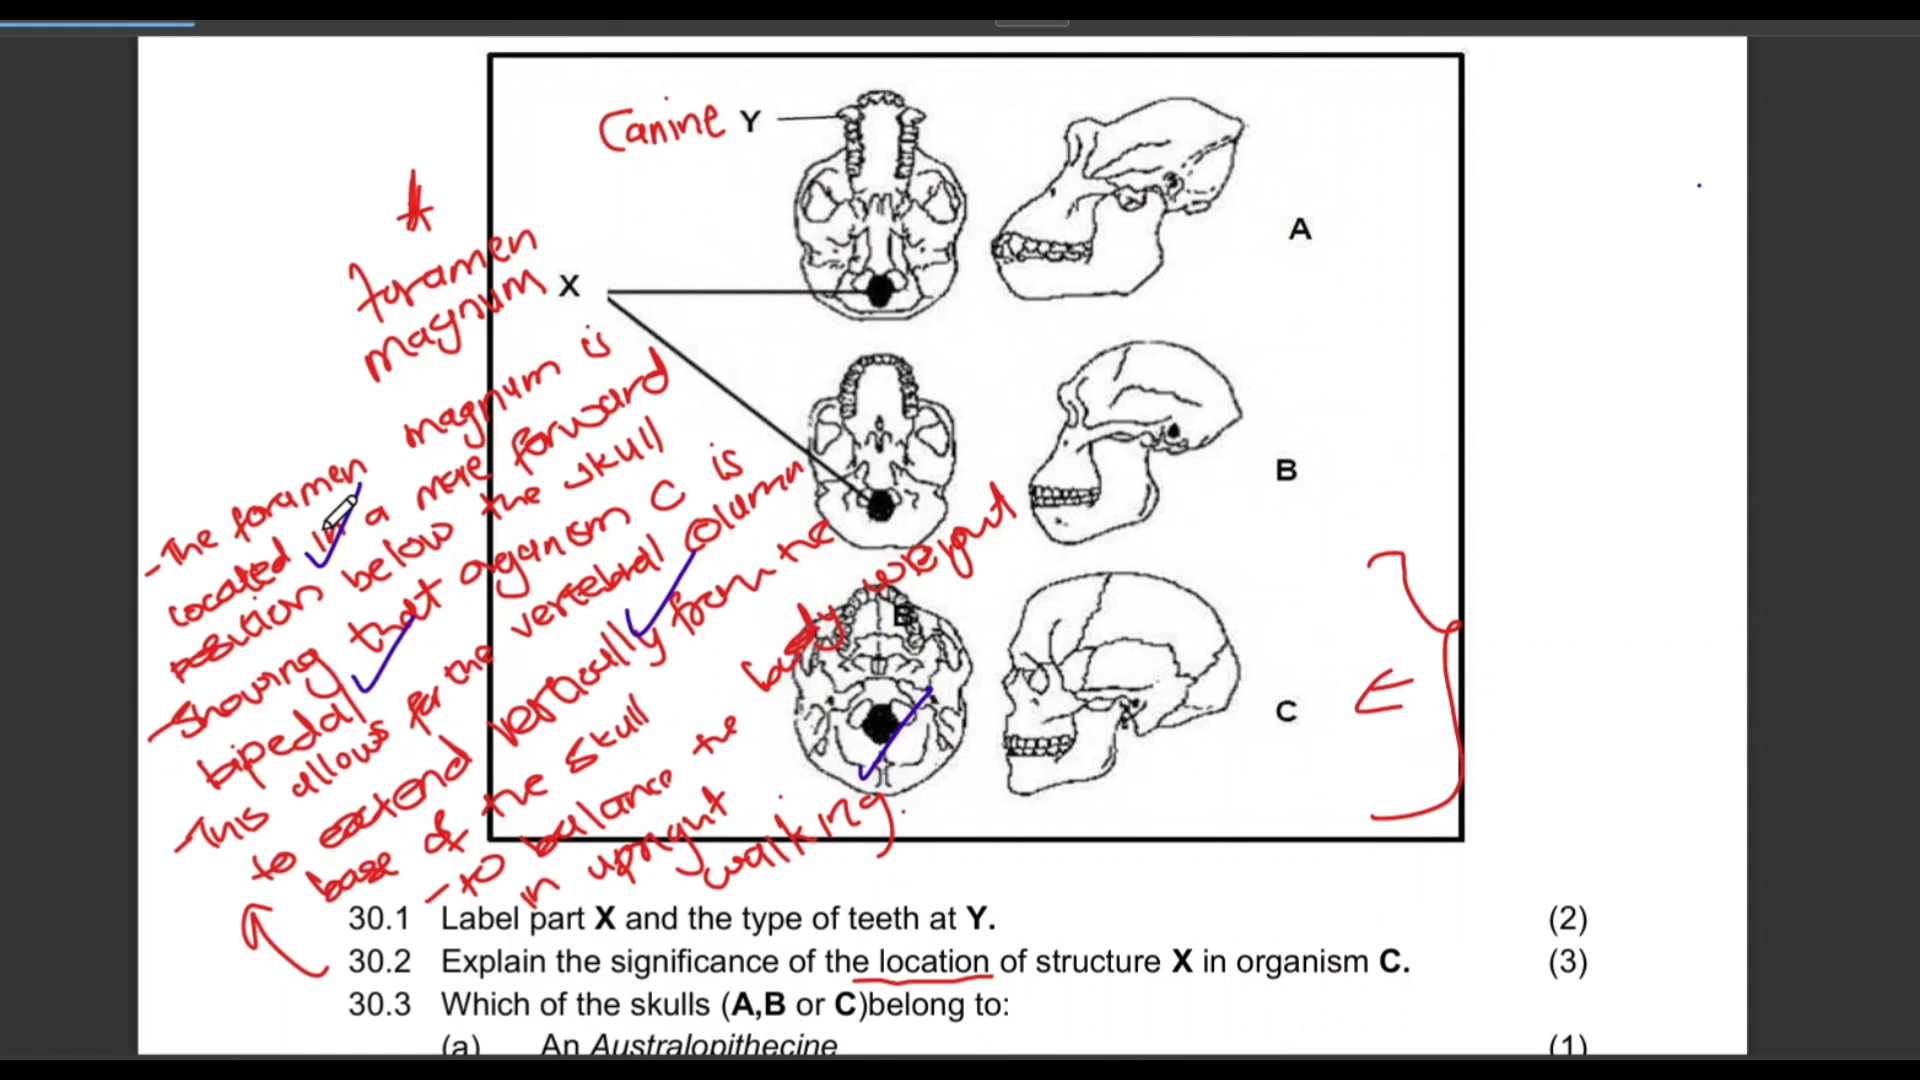 Canine Y
A
foramen
magnum
X
-The foramen magnum is
located in a more forward
position below the skull
-showing that organism C is
bipedal
-This allows for the vertebral column
to extend vertically from the
base of the skull
-to balance the body weight
in upright walking.
B
E
C
30.1 Label part X and the type of teeth at Y. (2)
30.2 Explain the significance of the location of structure X in organism C. (3)
30.3 Which of the skulls (A,B or C)belong to:
(a) An Australopithecine (1)